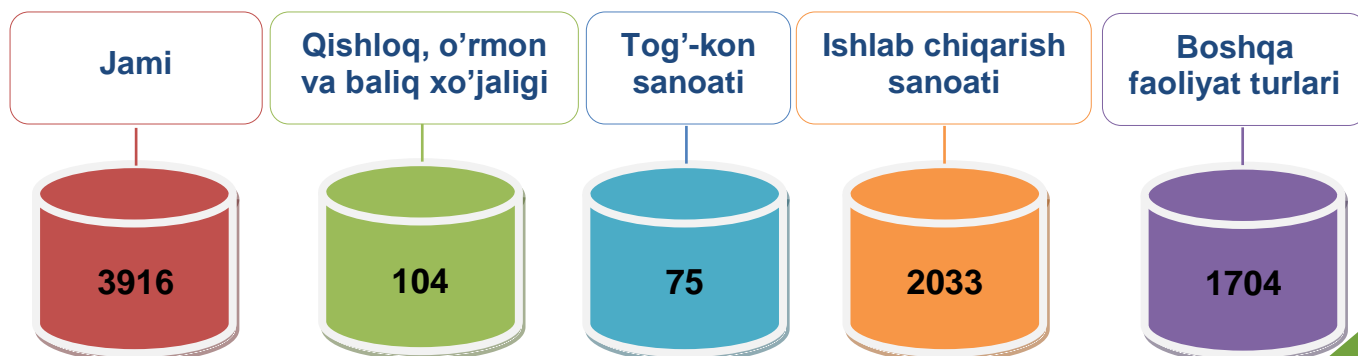 Jami
Qishloq, o’rmon
va baliq xo’jaligi
Tog’-kon
sanoati
Ishlab chiqarish
sanoati
Boshqa
faoliyat turlari
3916
104
75
2033
1704